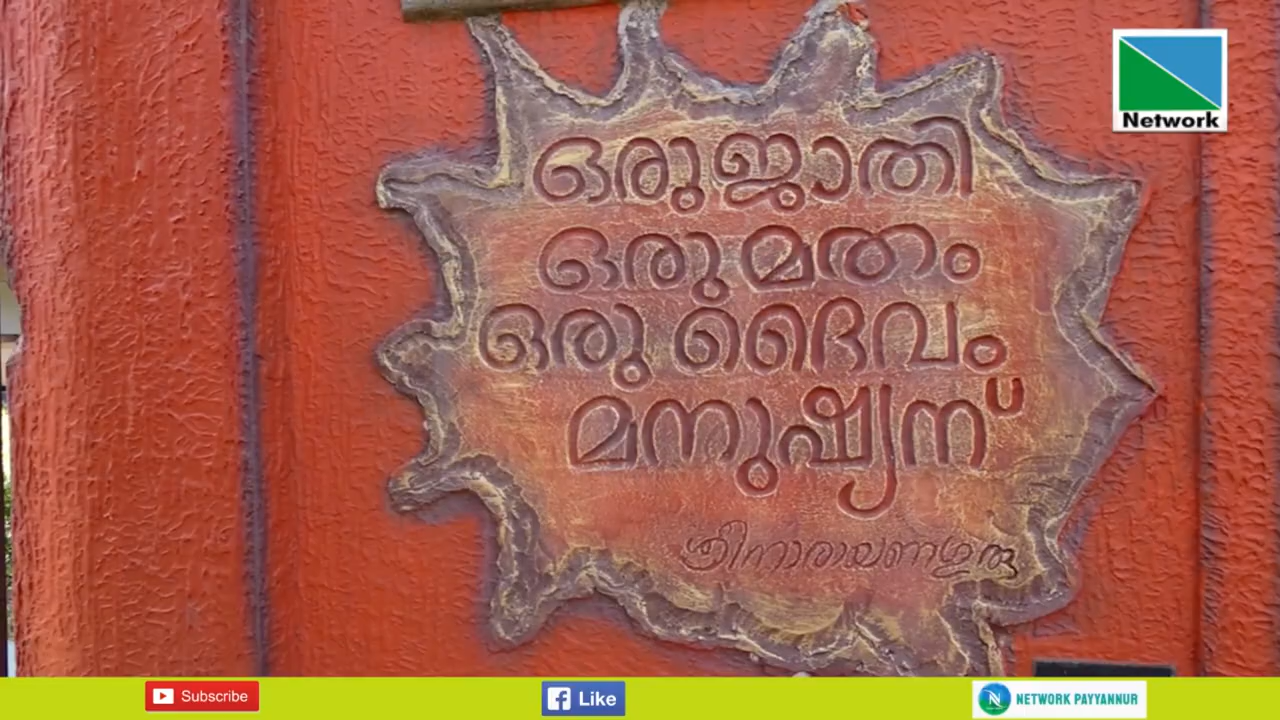 Network
ഒരു ജാതി
ഒരു മതം
ഒരു ദൈവം
മനുഷ്യന്
ശ്രീനാരായണഗുരു
Subscribe
Like
NETWORK PAYYANNUR